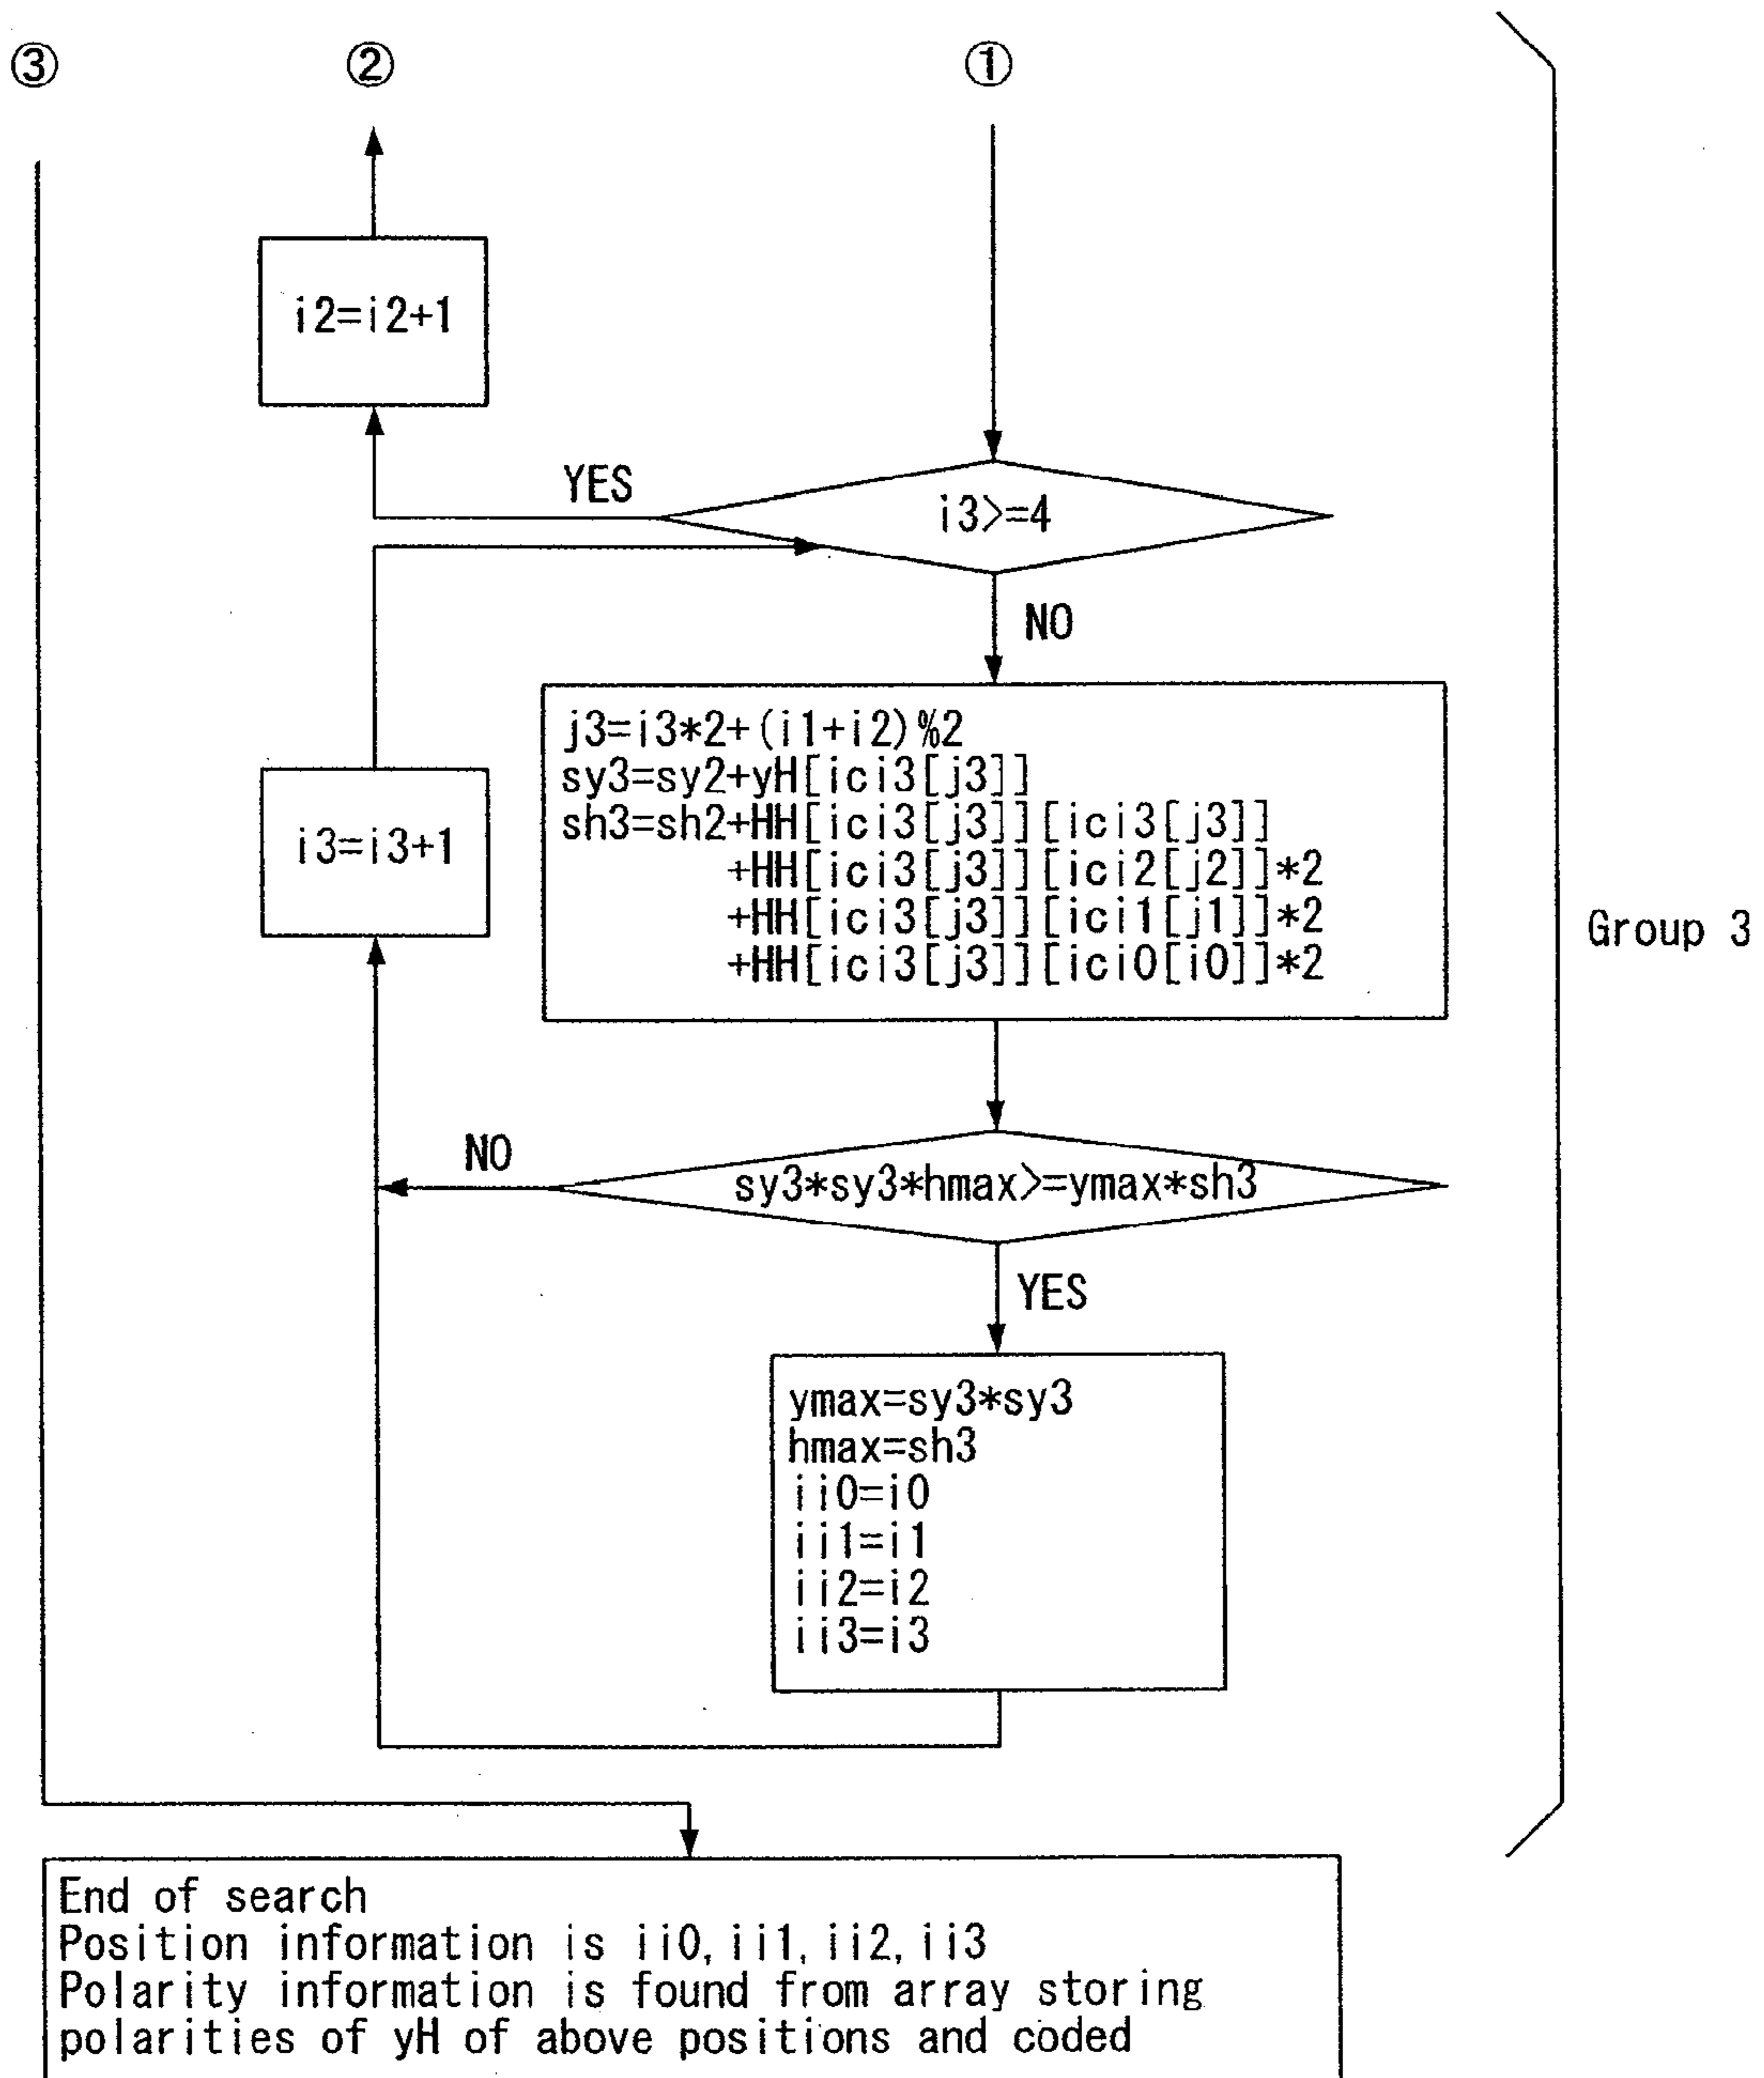 ③ ② ①
i2=i2+1
YES
i3>=4
NO
j3=i3*2+(i1+i2)%2
sy3=sy2+yH[ici3[j3]]
sh3=sh2+HH[ici3[j3]][ici3[j3]]
+HH[ici3[j3]][ici2[j2]]*2
+HH[ici3[j3]][ici1[j1]]*2
+HH[ici3[j3]][ici0[i0]]*2
i3=i3+1
Group 3
NO
sy3*sy3*hmax>=ymax*sh3
YES
ymax=sy3*sy3
hmax=sh3
ii0=i0
ii1=i1
ii2=i2
ii3=i3
End of search
Position information is ii0,ii1,ii2,ii3
Polarity information is found from array storing
polarities of yH of above positions and coded